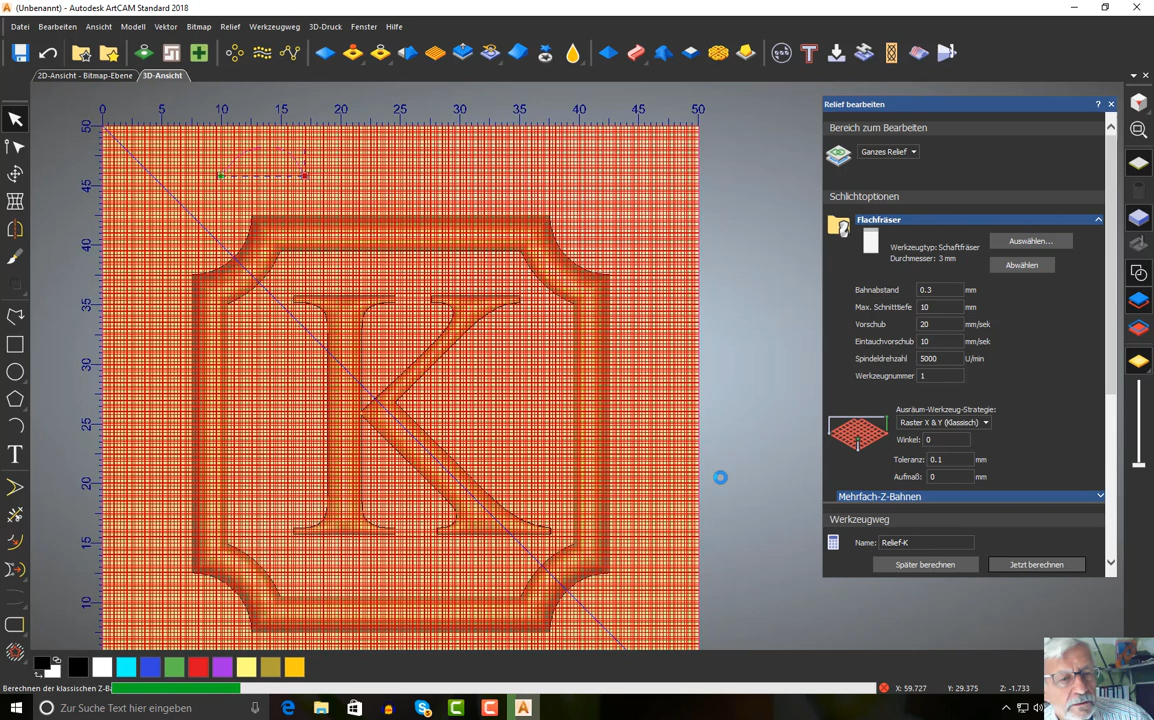 (Unbenannt) - Autodesk ArtCAM Standard 2018
Datei Bearbeiten Ansicht Modell Vektor Bitmap Relief Werkzeugweg 3D-Druck Fenster Hilfe
2D-Ansicht - Bitmap-Ebene 3D-Ansicht
0 10 15 20 25 30 35 40 45 50
50
45
40
35
30
25
20
15
10
K
Relief bearbeiten
Bereich zum Bearbeiten
Ganzes Relief
Schlichtoptionen
Flachfräser
Werkzeugtyp: Schaftfräser
Durchmesser: 3 mm
Auswählen...
Abwählen
Bahnabstand 0.3 mm
Max. Schnitttiefe 10 mm
Vorschub 20 mm/sek
Eintauchvorschub 10 mm/sek
Spindeldrehzahl 5000 U/min
Werkzeugnummer 1
Ausräum-Werkzeug-Strategie:
Raster X & Y (Klassisch)
Winkel: 0
Toleranz: 0.1 mm
Aufmaß: 0 mm
Mehrfach-Z-Bahnen
Werkzeugweg
Name: Relief-K
Später berechnen Jetzt berechnen
Berechnen der klassischen Z-Ba
X: 59.727 Y: 29.375 Z: -1.733
Zur Suche Text hier eingeben